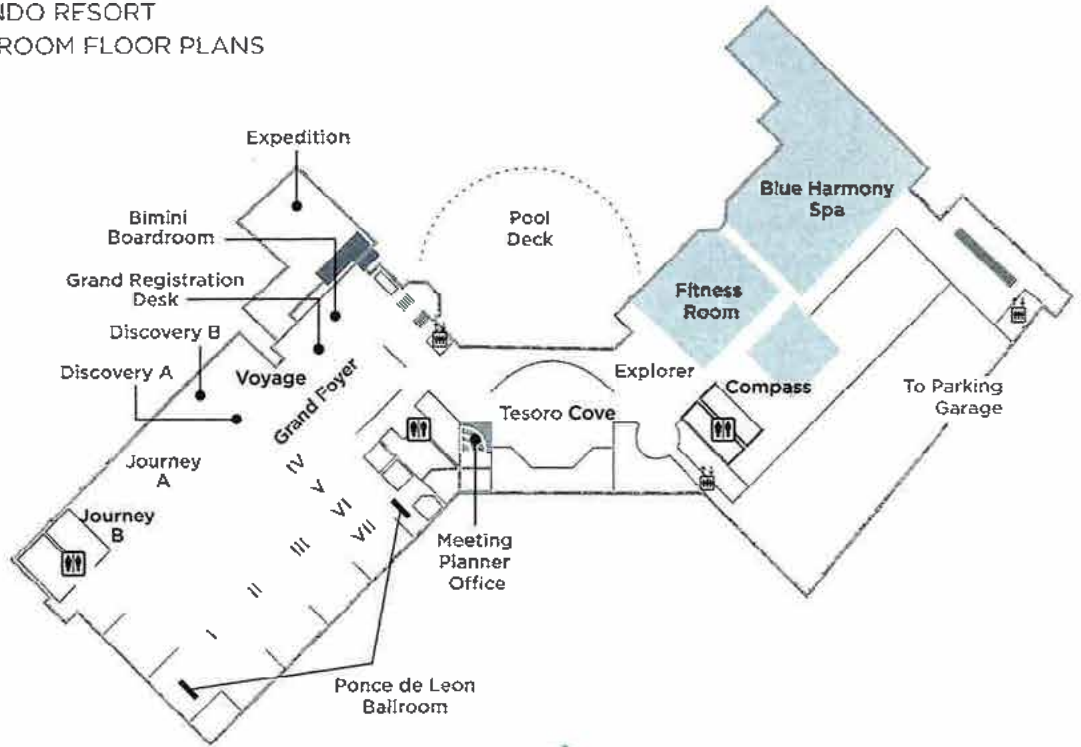 NDO RESORT
ROOM FLOOR PLANS
Expedition
Bimini
Boardroom
Grand Registration
Desk
Discovery B
Discovery A
Voyage
Grand Foyer
Journey
A
Journey
B
IV
V
VI
VII
III
II
I
Pool
Deck
Blue Harmony
Spa
Fitness
Room
Explorer
Compass
Tesoro Cove
To Parking
Garage
Meeting
Planner
Office
Ponce de Leon
Ballroom